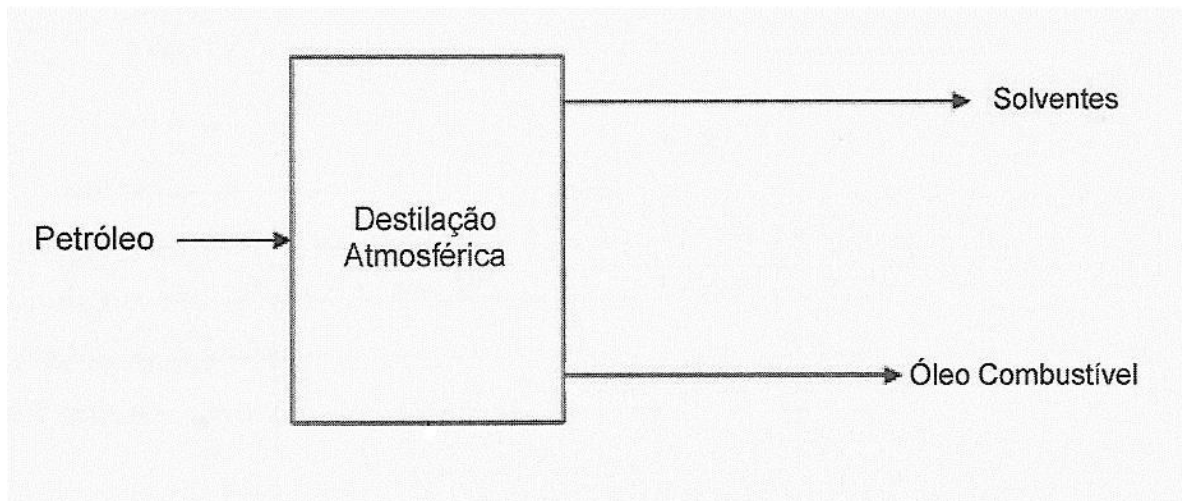 Solventes
Petróleo
Destilação
Atmosférica
Óleo Combustível